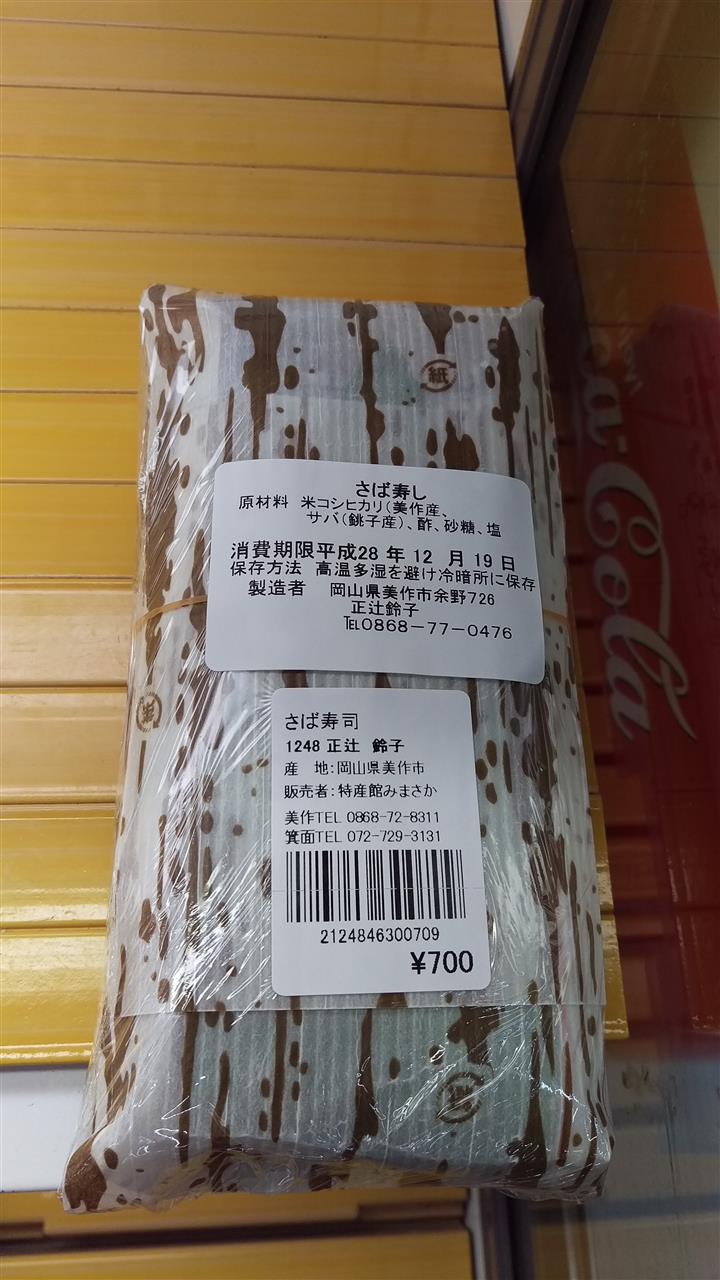 紙
さば寿し
原材料 米コシヒカリ(美作産、
サバ(銚子産)、酢、砂糖、塩
消費期限平成28年12月19日
保存方法 高温多湿を避け冷暗所に保存
製造者 岡山県美作市余野726
正辻鈴子
℡0868-77-0476
紙
さば寿司
1248 正辻 鈴子
産 地:岡山県美作市
販売者:特産館みまさか
美作TEL 0868-72-8311
箕面TEL 072-729-3131
2124846300709
¥700
紙
ca-Cola